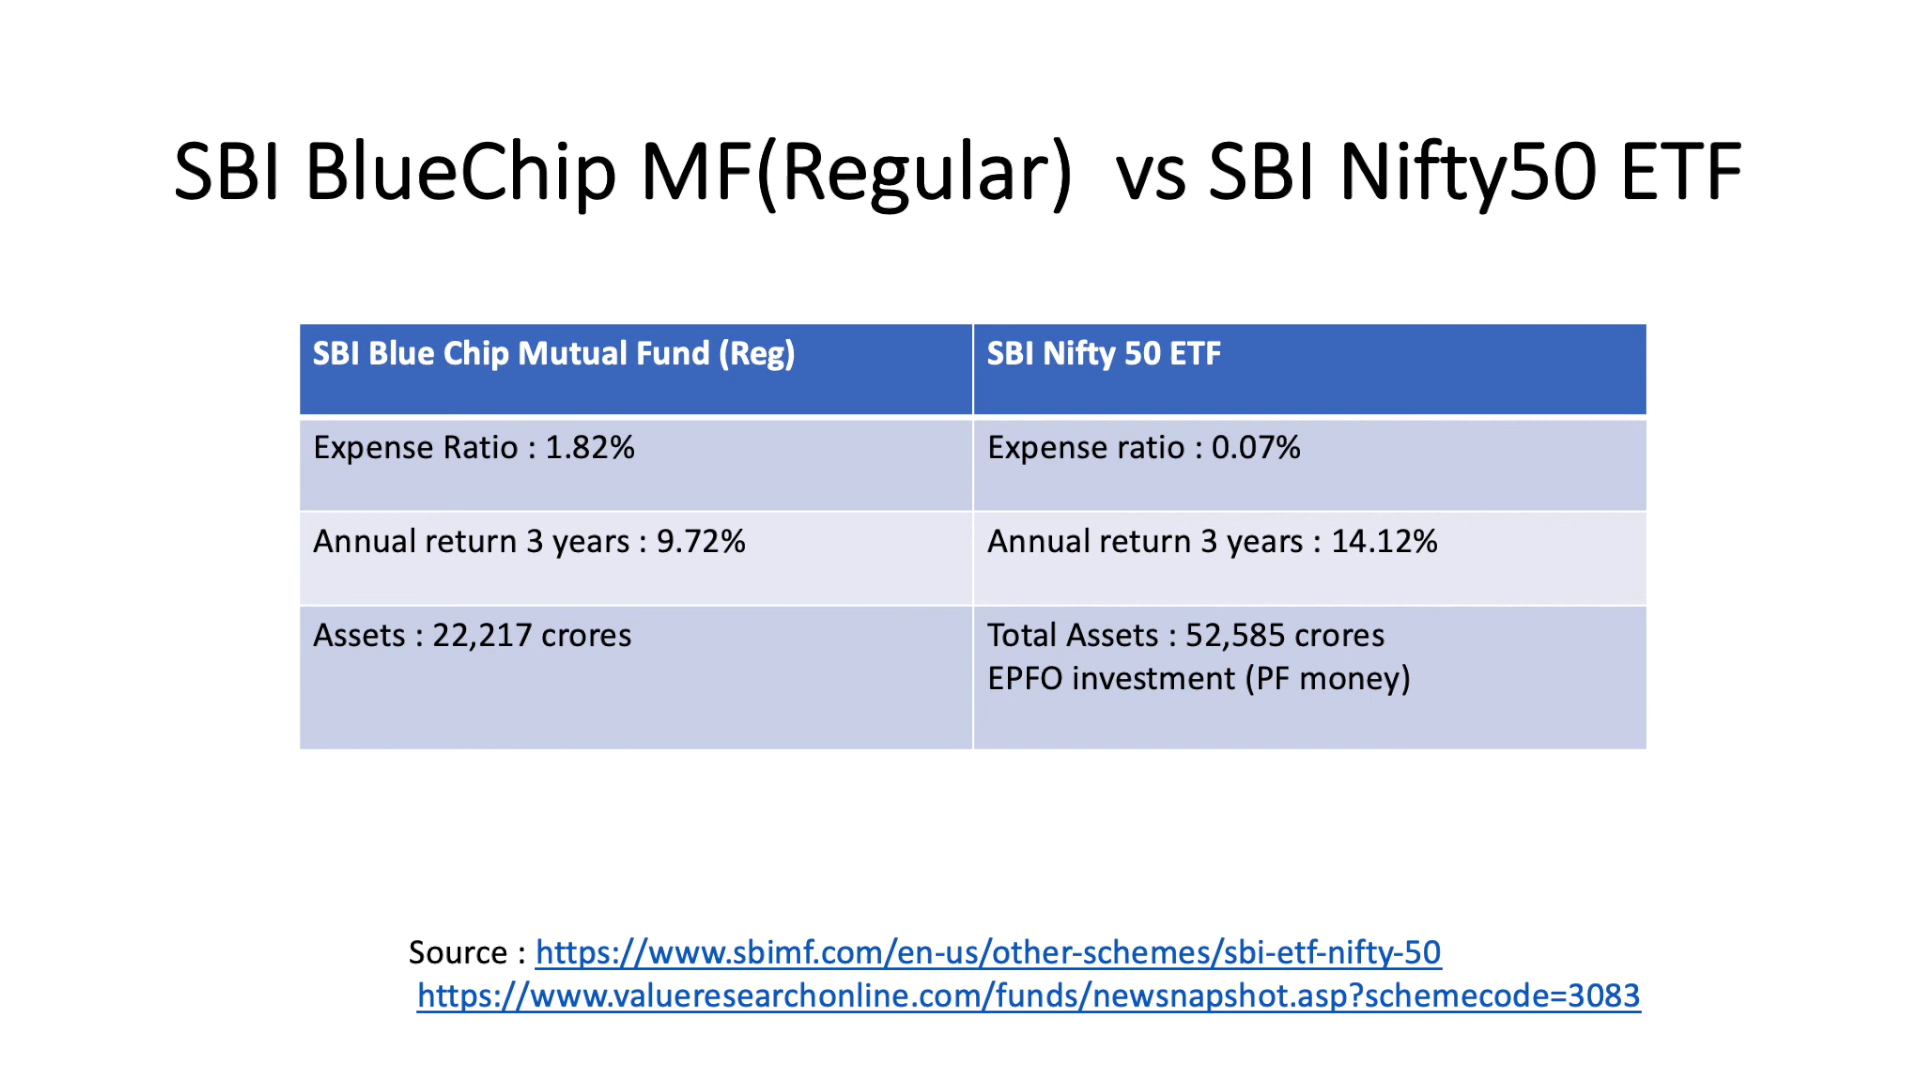 SBI BlueChip MF(Regular)  vs SBI Nifty50 ETF
SBI Blue Chip Mutual Fund (Reg)
SBI Nifty 50 ETF
Expense Ratio : 1.82%
Expense ratio : 0.07%
Annual return 3 years : 9.72%
Annual return 3 years : 14.12%
Assets : 22,217 crores
Total Assets : 52,585 crores
EPFO investment (PF money)
Source : https://www.sbimf.com/en-us/other-schemes/sbi-etf-nifty-50
https://www.valueresearchonline.com/funds/newsnapshot.asp?schemecode=3083